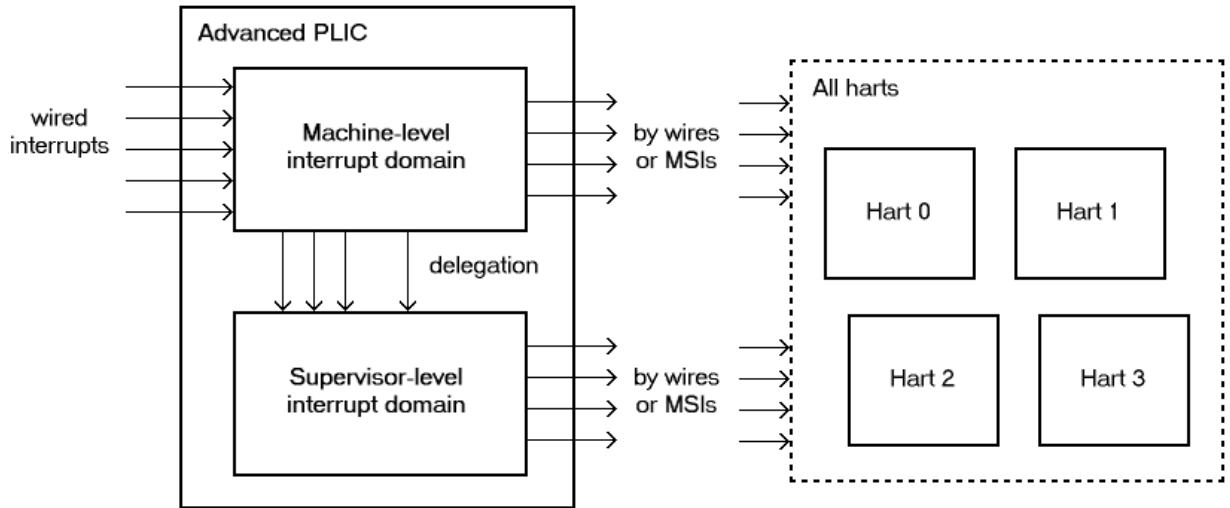 Advanced PLIC
wired
interrupts
Machine-level
interrupt domain
by wires
or MSIs
delegation
Supervisor-level
interrupt domain
by wires
or MSIs
All harts
Hart 0
Hart 1
Hart 2
Hart 3